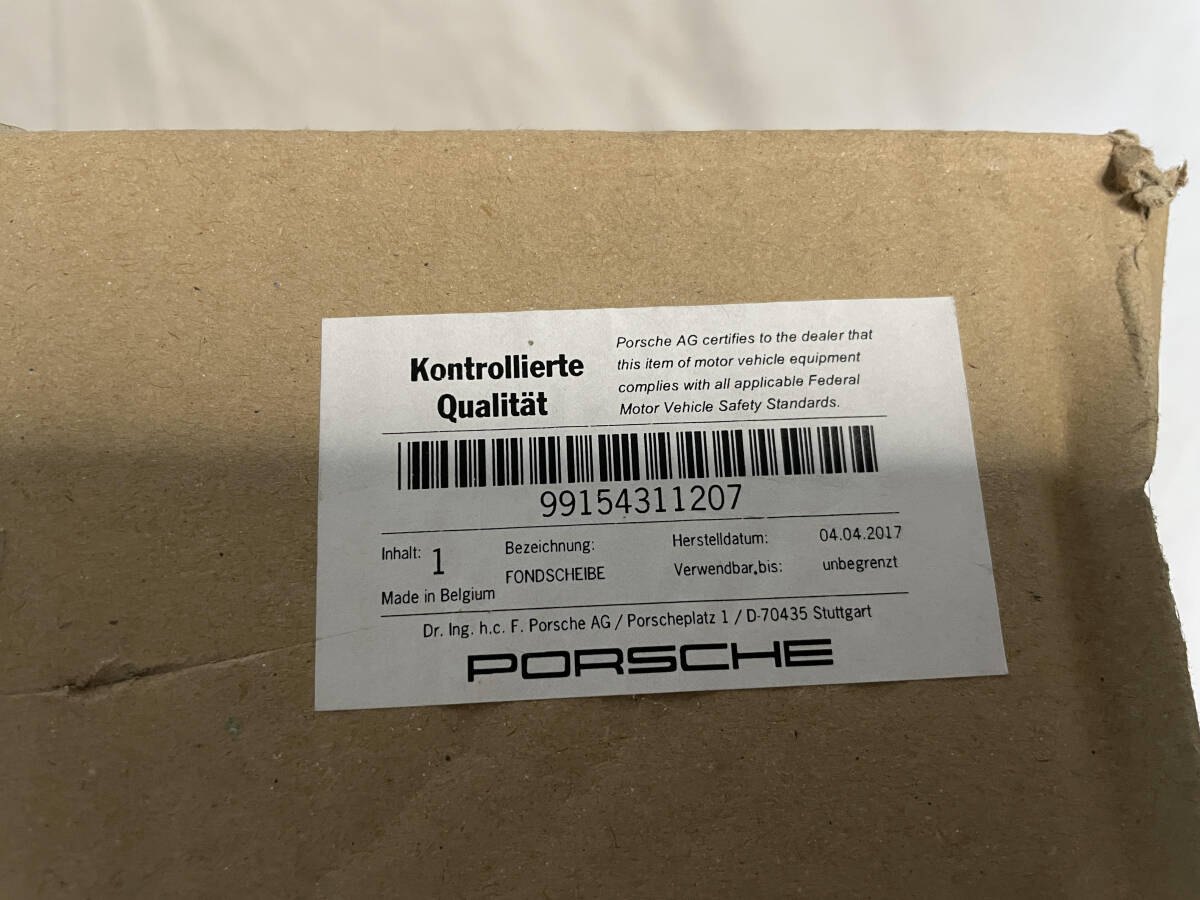 Kontrollierte
Qualität
Porsche AG certifies to the dealer that
this item of motor vehicle equipment
complies with all applicable Federal
Motor Vehicle Safety Standards.
99154311207
Inhalt: 1
Made in Belgium
Bezeichnung:
FONDSCHEIBE
Herstelldatum: 04.04.2017
Verwendbar.bis: unbegrenzt
Dr. Ing. h.c. F. Porsche AG / Porscheplatz 1 / D-70435 Stuttgart
PORSCHE